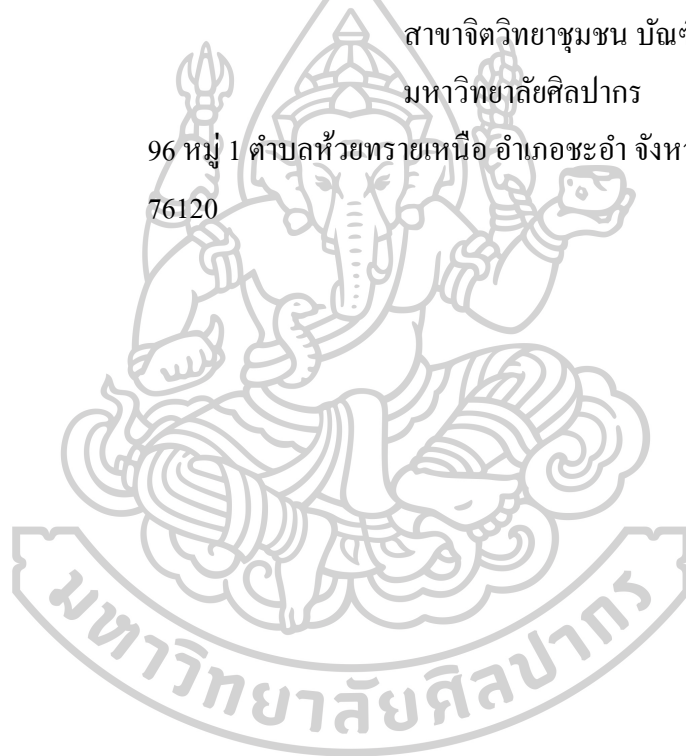 สาขาจิตวิทยาชุมชน
มหาวิทยาลัยศิลปากร
96 หมู่ 1 ตำบลห้วยทรายเหนือ อำเภอชะอำ
76120
มหาวิทยาลัยศิลปากร